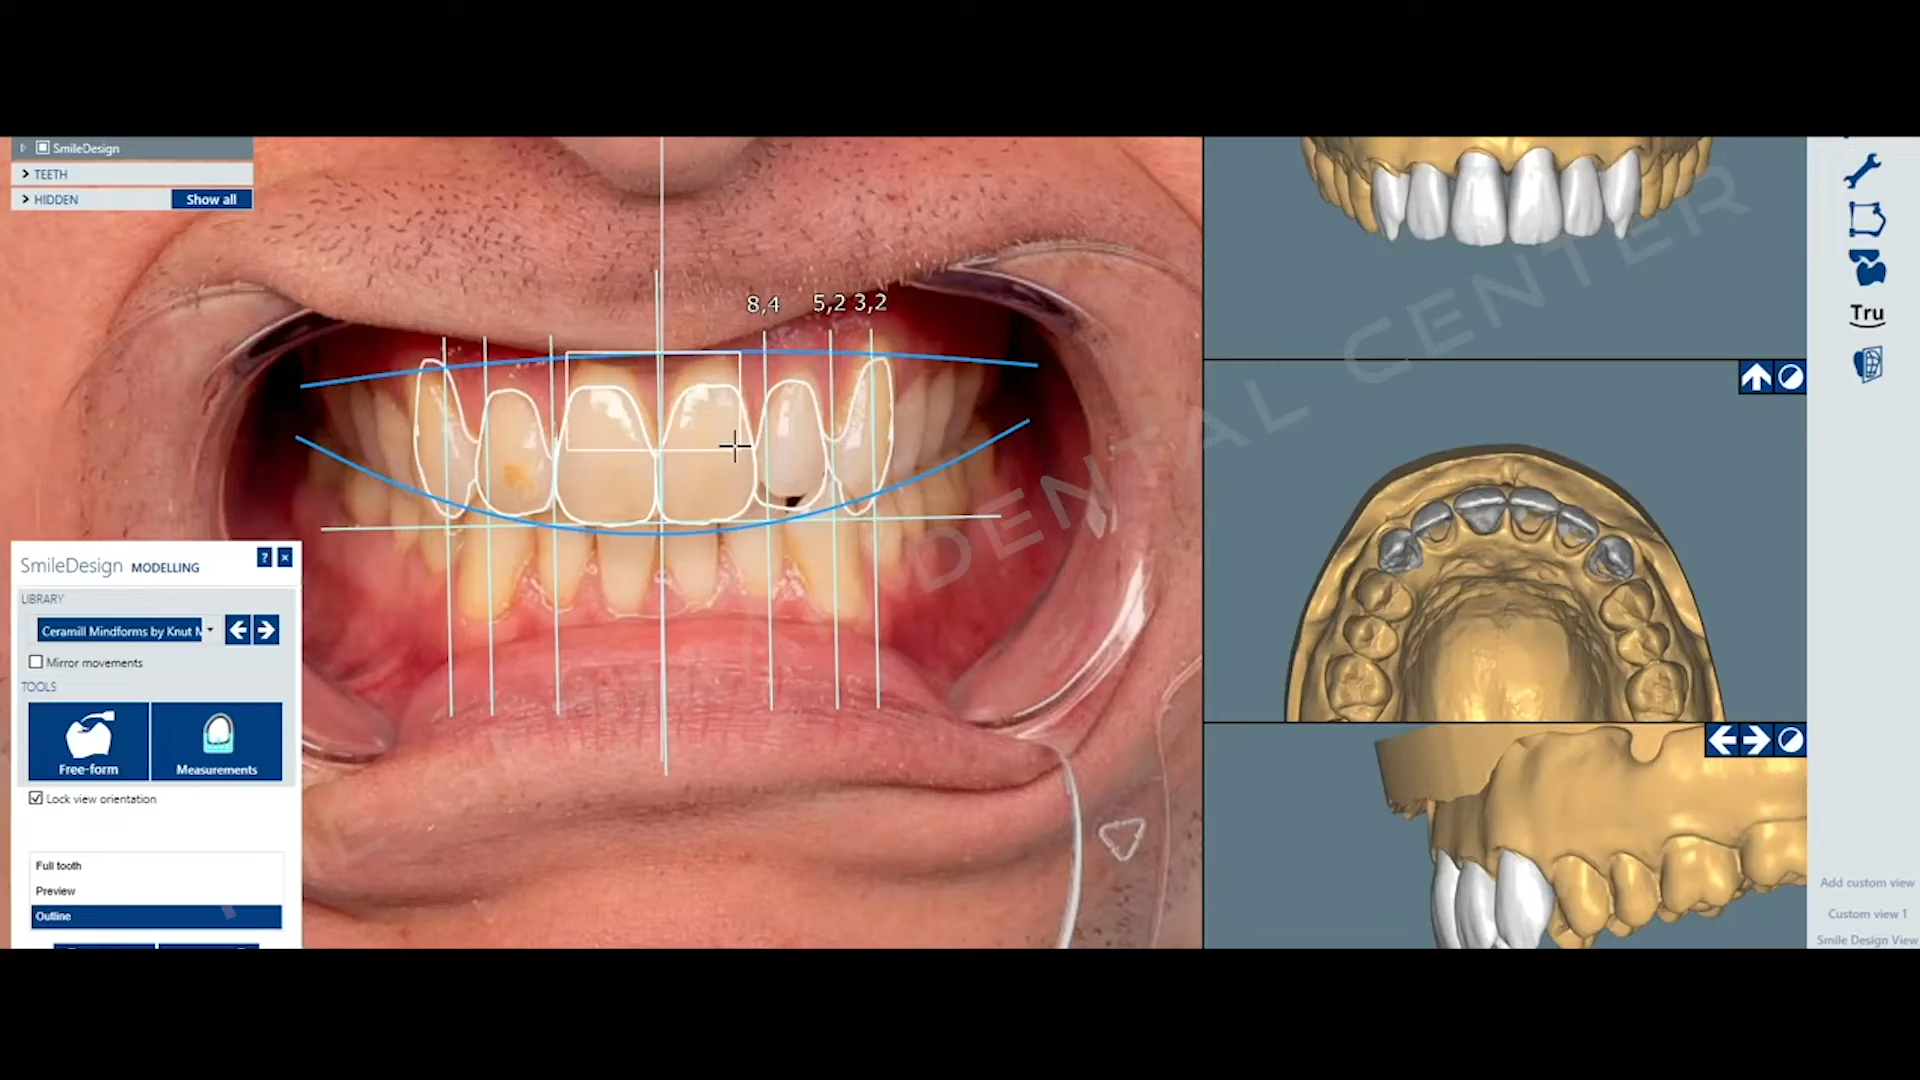 SmileDesign
TEETH
HIDDEN
Show all
8,4 5,2 3,2
DENTAL CENTER
SmileDesign MODELLING
? ×
LIBRARY
Ceramill Mindforms by Knut
Mirror movements
TOOLS
Free-form
Measurements
Lock view orientation
Full tooth
Preview
Outline
Tru
Add custom view
Custom view 1
Smile Design View